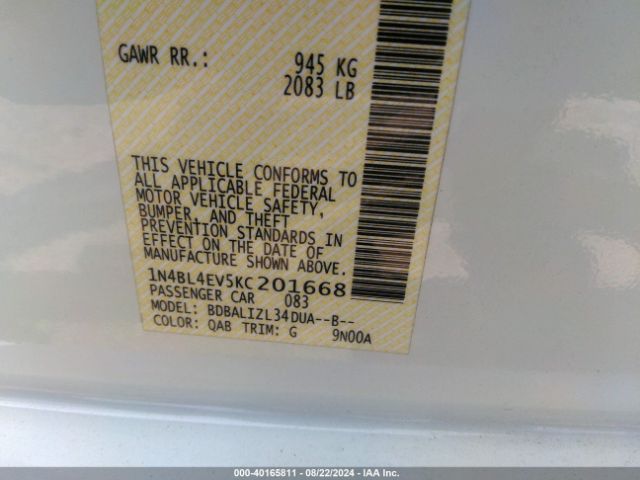 GAWR RR.: 945 KG
2083 LB
THIS VEHICLE CONFORMS TO
ALL APPLICABLE FEDERAL
MOTOR VEHICLE SAFETY,
BUMPER, AND THEFT
PREVENTION STANDARDS IN
EFFECT ON THE DATE OF
MANUFACTURE SHOWN ABOVE.
1N4BL4EV5KC201668
PASSENGER CAR 083
MODEL: BDBALIZL34DUA--B--
COLOR: QAB TRIM: G 9N00A
000-40165811 - 08/22/2024 - IAA Inc.